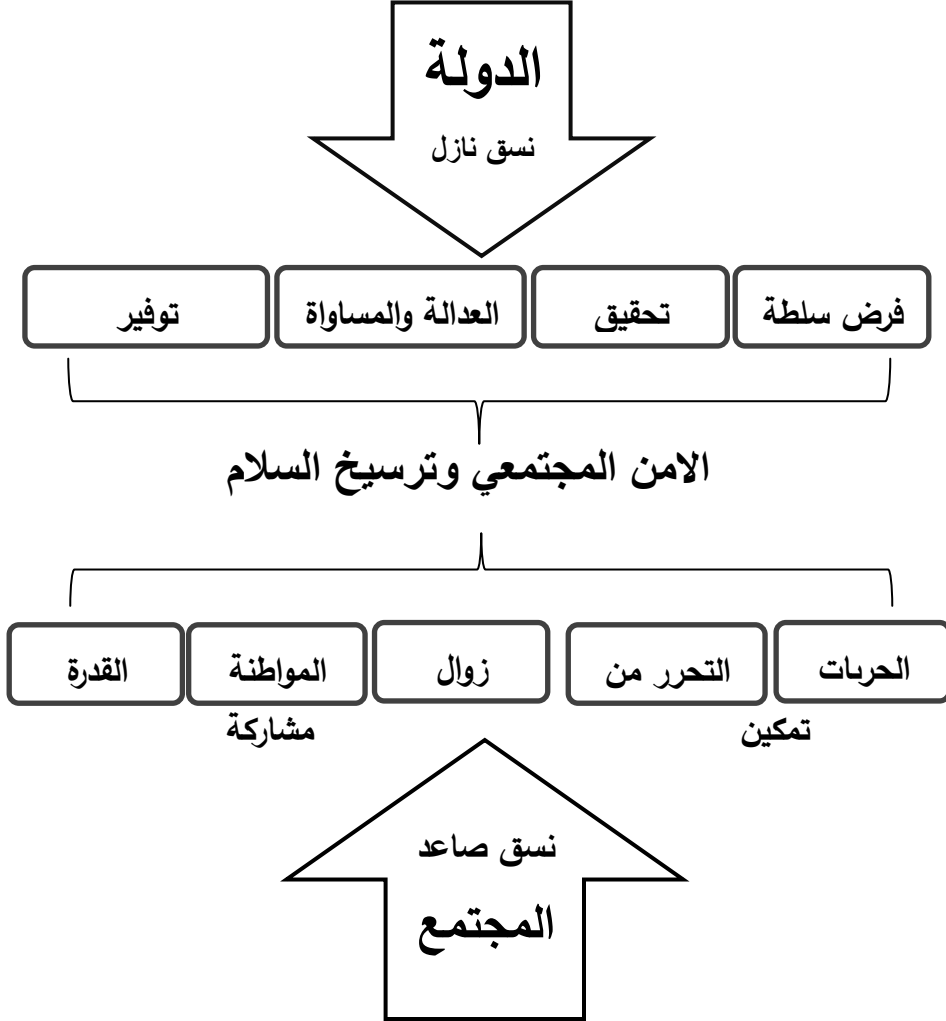 الدولة
نسق نازل
فرض سلطة
تحقيق
العدالة والمساواة
توفير
الامن المجتمعي وترسيخ السلام
الحريات
التحرر من
زوال
المواطنة
القدرة
تمكين
مشاركة
نسق صاعد
المجتمع